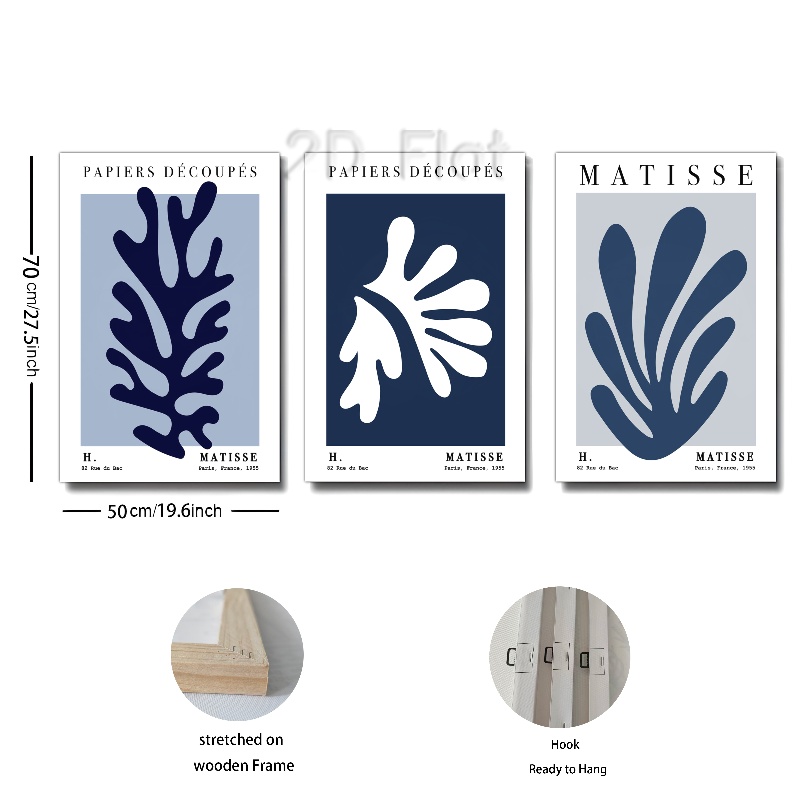 2D Flat
PAPIERS DÉCOUPÉS
H. MATISSE
82 Rue du Bac Paris, France, 1955
PAPIERS DÉCOUPÉS
H. MATISSE
82 Rue du Bac Paris, France, 1955
MATISSE
H. MATISSE
82 Rue du Bac Paris, France, 1955
70cm/27.5inch
50cm/19.6inch
stretched on
wooden Frame
Hook
Ready to Hang